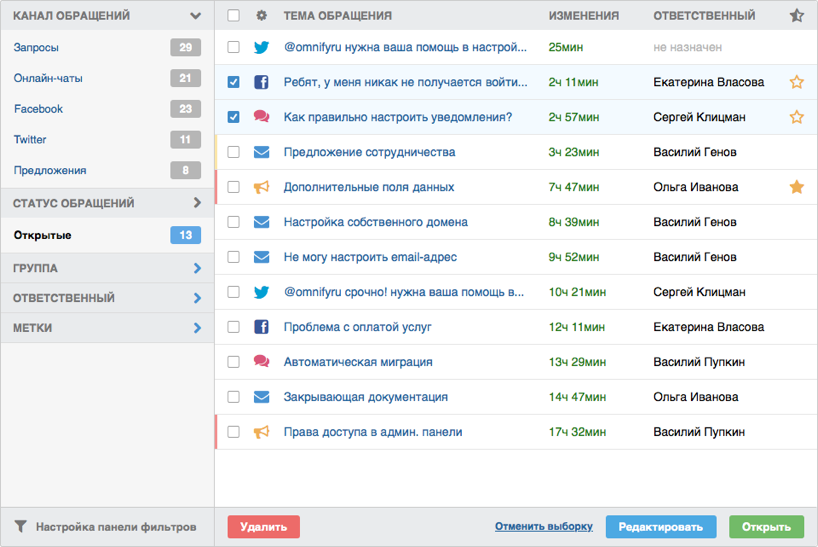 КАНАЛ ОБРАЩЕНИЙ
Запросы 29
Онлайн-чаты 21
Facebook 23
Twitter 11
Предложения 8
СТАТУС ОБРАЩЕНИЙ
Открытые 13
ГРУППА
ОТВЕТСТВЕННЫЙ
МЕТКИ
Настройка панели фильтров
ТЕМА ОБРАЩЕНИЯ ИЗМЕНЕНИЯ ОТВЕТСТВЕННЫЙ
@omnifyru нужна ваша помощь в настрой... 25мин не назначен
Ребят, у меня никак не получается войти... 2ч 11мин Екатерина Власова
Как правильно настроить уведомления? 2ч 57мин Сергей Клицман
Предложение сотрудничества 3ч 23мин Василий Генов
Дополнительные поля данных 7ч 47мин Ольга Иванова
Настройка собственного домена 8ч 39мин Василий Генов
Не могу настроить email-адрес 9ч 52мин Василий Генов
@omnifyru срочно! нужна ваша помощь в... 10ч 21мин Сергей Клицман
Проблема с оплатой услуг 12ч 11мин Екатерина Власова
Автоматическая миграция 13ч 29мин Василий Пупкин
Закрывающая документация 14ч 47мин Ольга Иванова
Права доступа в админ. панели 17ч 32мин Василий Пупкин
Удалить Отменить выборку Редактировать Открыть